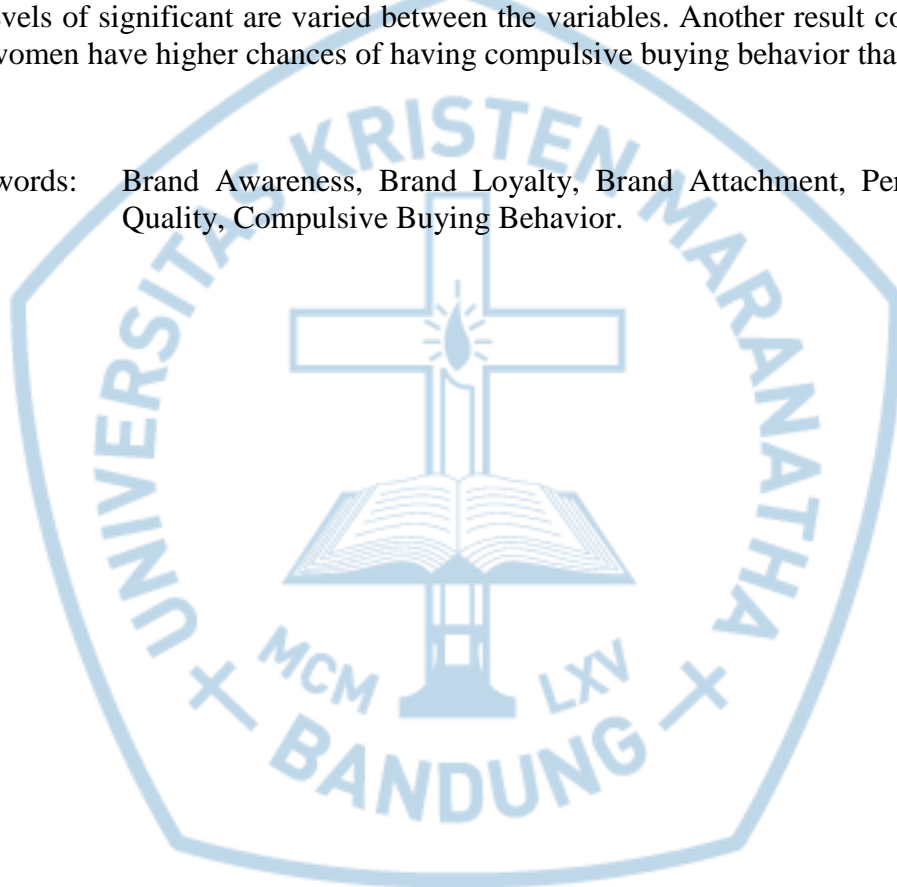 evels of significant are varied between the variables. Another result co
women have higher chances of having compulsive buying behavior tha
words: Brand Awareness, Brand Loyalty, Brand Attachment, Per
Quality, Compulsive Buying Behavior.
UNIVERSITAS KRISTEN MARANATHA
MCM LXV
BANDUNG